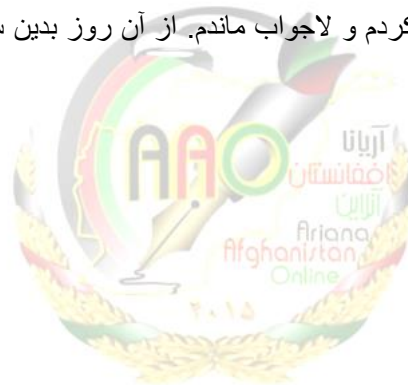 کردم و لاجواب ماندم. از آن روز بدین
AAO
آریانا
افغانستان
آنلاین
Ariana
Afghanistan
Online
۲۰۱۵